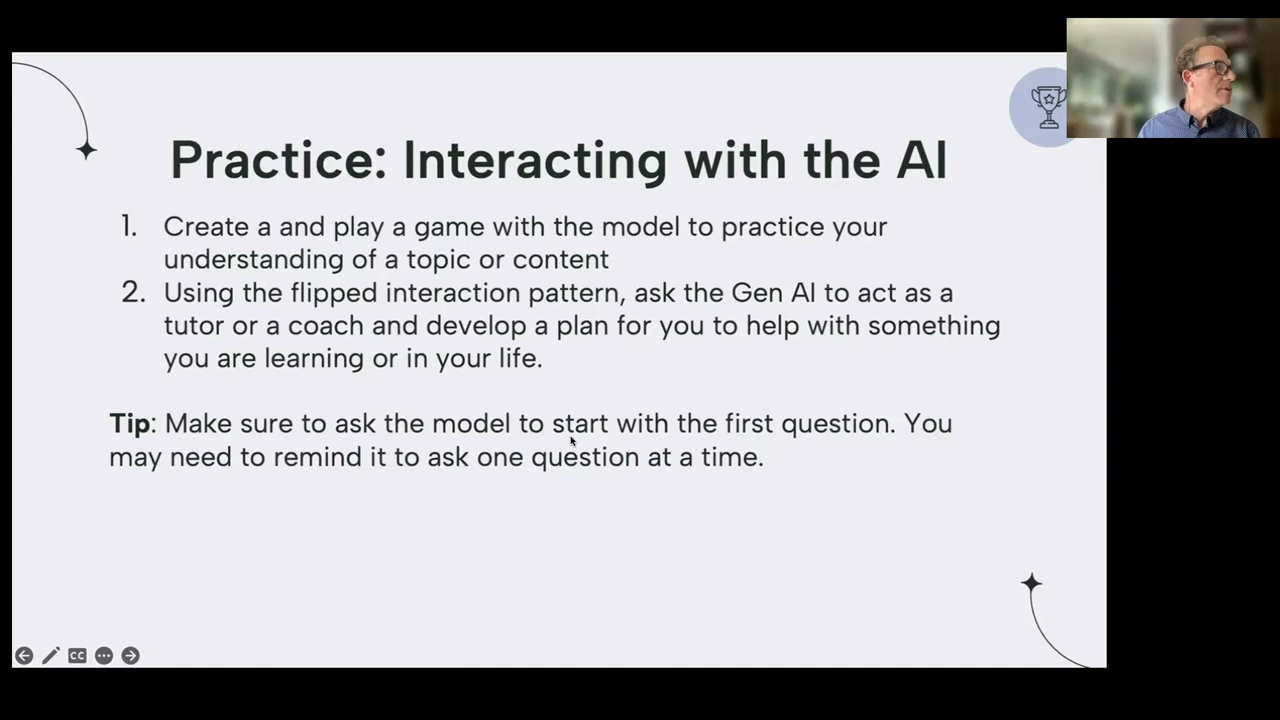 Practice: Interacting with the AI
1. Create a and play a game with the model to practice your
understanding of a topic or content
2. Using the flipped interaction pattern, ask the Gen AI to act as a
tutor or a coach and develop a plan for you to help with something
you are learning or in your life.
Tip: Make sure to ask the model to start with the first question. You
may need to remind it to ask one question at a time.
CC